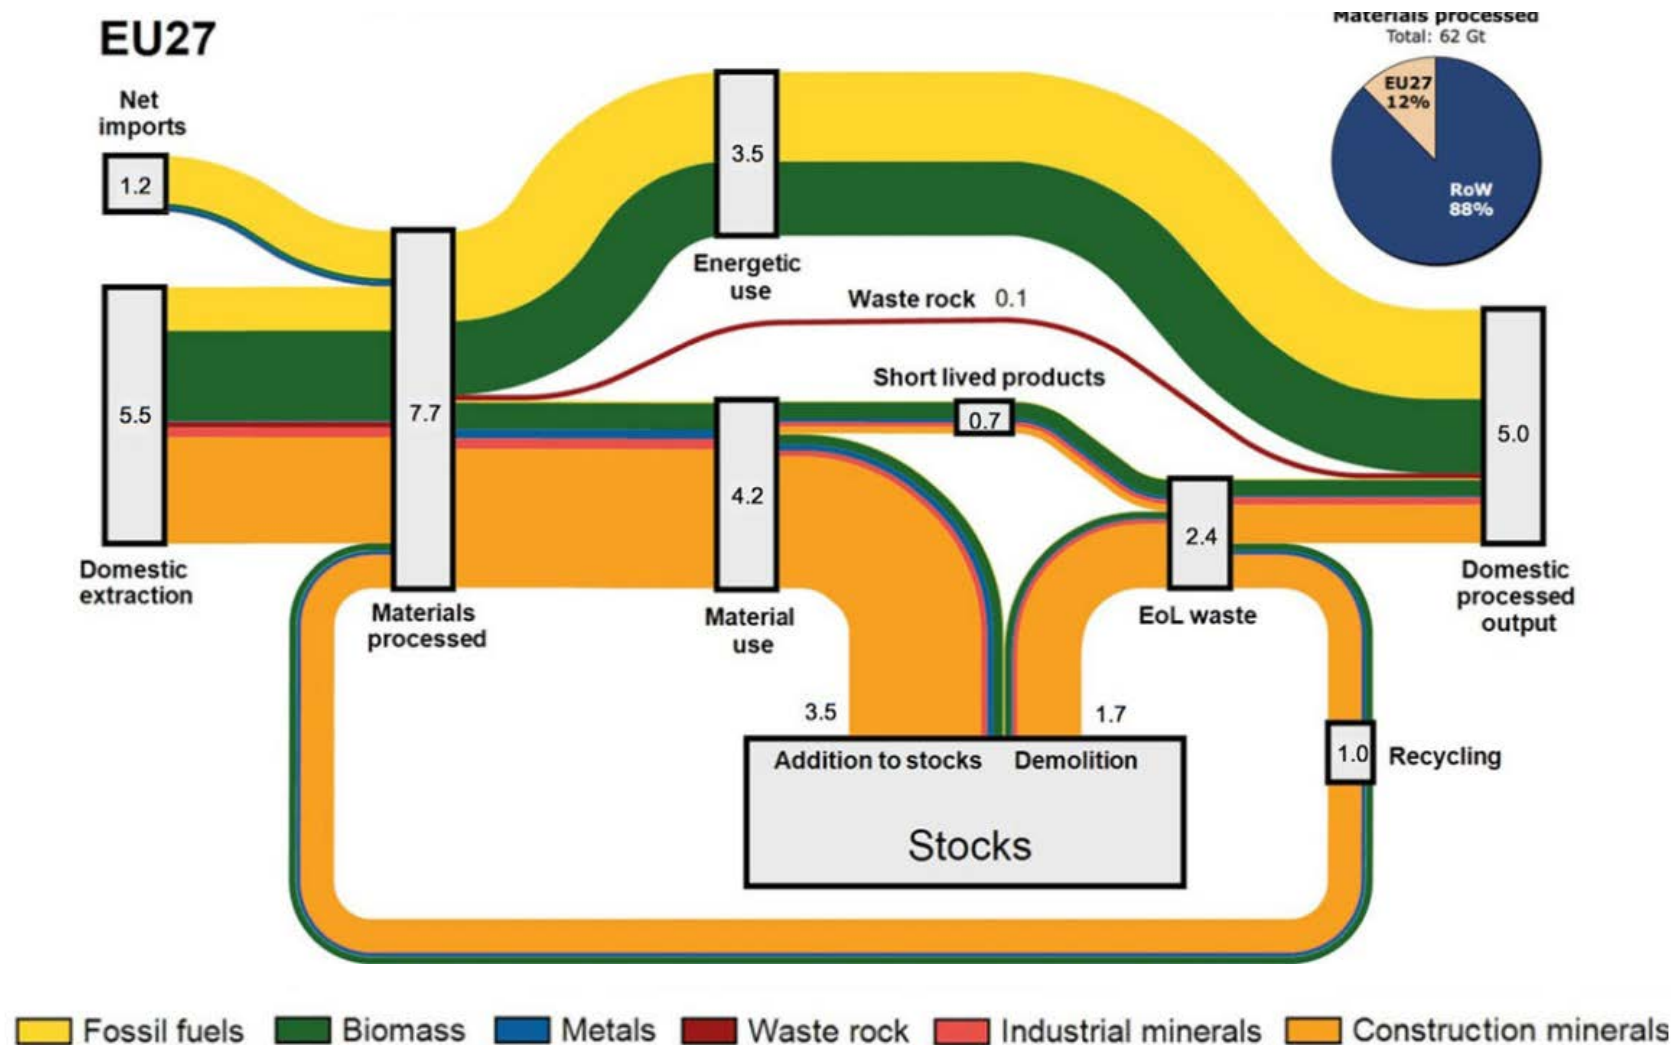 EU27
Materials processed
Total: 62 Gt
EU27
12%
RoW
88%
Net
imports
1.2
3.5
Energetic
use
Waste rock 0.1
Short lived products
0.7
5.5
7.7
4.2
2.4
5.0
Domestic
extraction
Materials
processed
Material
use
EoL waste
Domestic
processed
output
3.5
1.7
Addition to stocks
Demolition
Stocks
1.0
Recycling
Fossil fuels
Biomass
Metals
Waste rock
Industrial minerals
Construction minerals